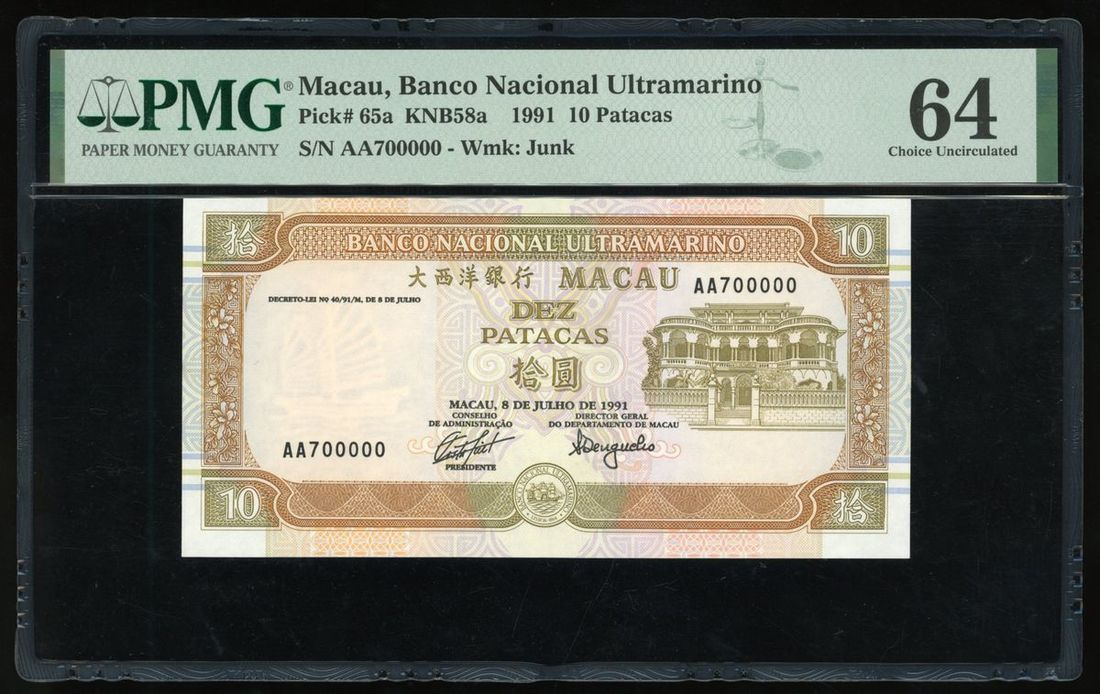 PMG®
PAPER MONEY GUARANTY
Macau, Banco Nacional Ultramarino
Pick# 65a KNB58a 1991 10 Patacas
S/N AA700000 - Wmk: Junk
64
Choice Uncirculated
拾
BANCO NACIONAL ULTRAMARINO
10
大西洋銀行 MACAU
AA700000
DECRETO-LEI Nº 40/91/M, DE 8 DE JULHO
DEZ
PATACAS
拾圓
MACAU, 8 DE JULHO DE 1991
CONSELHO
DE ADMINISTRAÇÃO
DIRECTOR GERAL
DO DEPARTAMENTO DE MACAU
AA700000
PRESIDENTE
10
BANCO NACIONAL ULTRAMARINO
拾